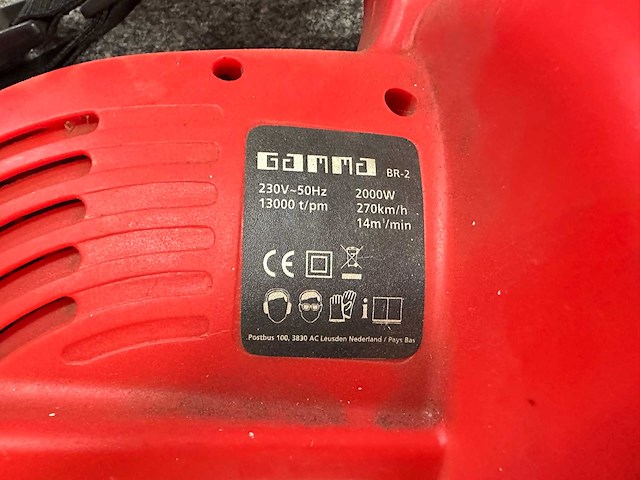 Gamma BR-2
230V~50Hz 2000W
13000 t/pm 270km/h
14m³/min
CE
i
Postbus 100, 3830 AC Leusden Nederland / Pays Bas